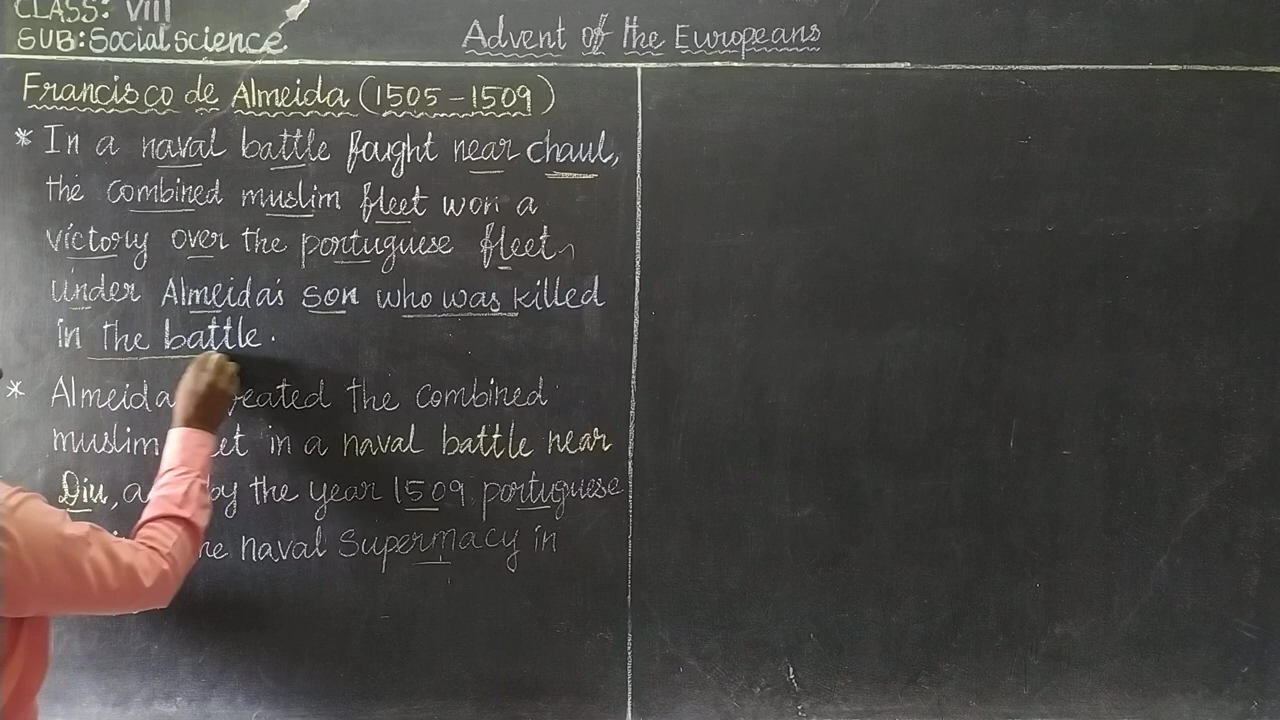 CLASS: VIII
SUB: Social science
Advent of the Europeans
Francisco de Almeida (1505-1509)
* In a naval battle fought near chaul,
the combined muslim fleet won a
victory over the portuguese fleet,
under Almeida's son who was killed
in the battle.
* Almeida the combined
muslim in a naval battle near
Diu, by the year 1509 portuguese
naval Supermacy in